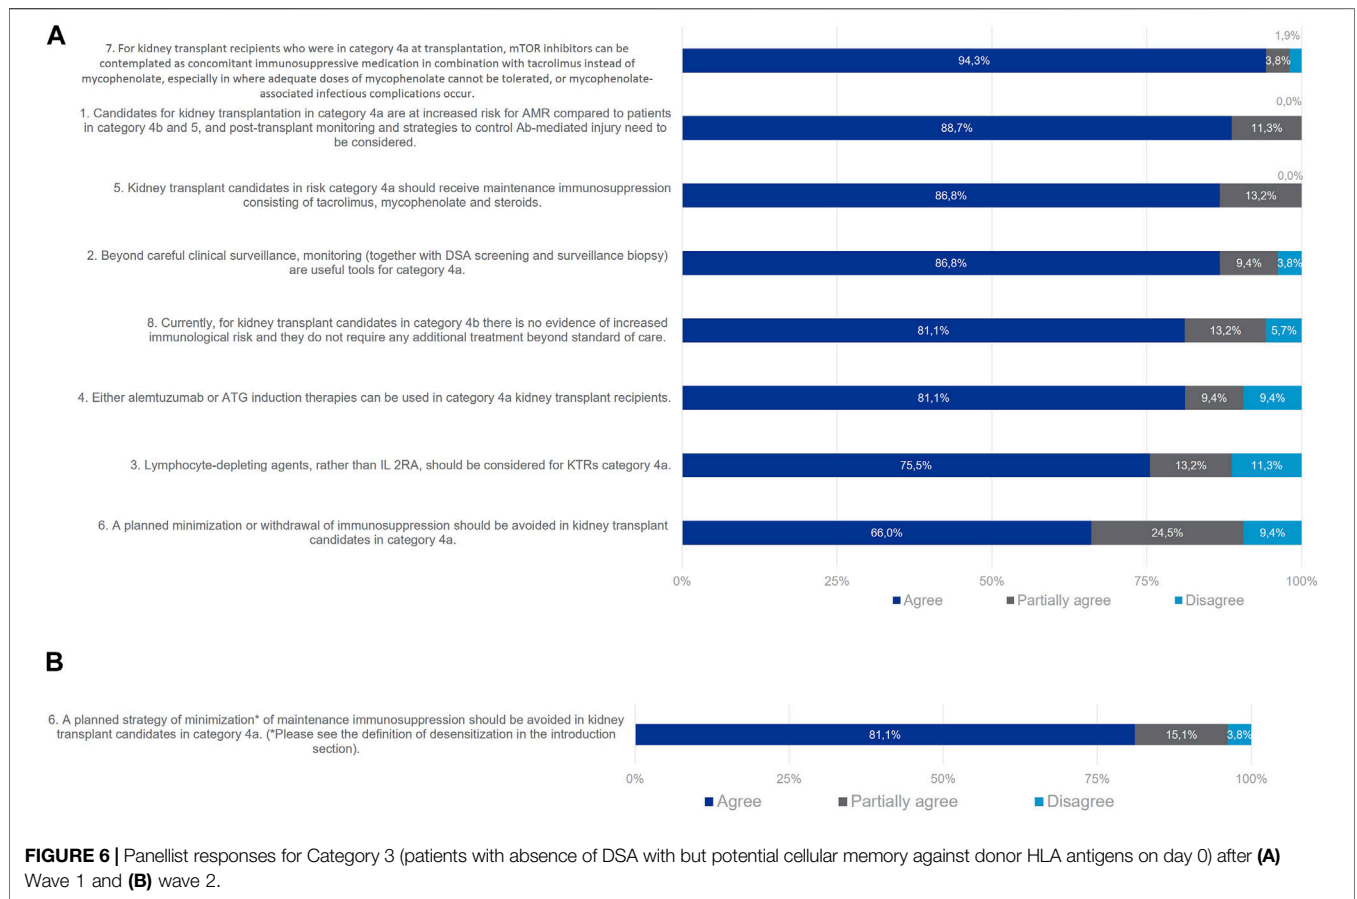 A
7. For kidney transplant recipients who were in category 4a at transplantation, mTOR inhibitors can be
contemplated as concomitant immunosuppressive medication in combination with tacrolimus instead of
mycophenolate, especially in where adequate doses of mycophenolate cannot be tolerated, or mycophenolate-
associated infectious complications occur.
94,3%
3,8%
1,9%
1. Candidates for kidney transplantation in category 4a are at increased risk for AMR compared to patients
in category 4b and 5, and post-transplant monitoring and strategies to control Ab-mediated injury need to
be considered.
88,7%
11,3%
0,0%
5. Kidney transplant candidates in risk category 4a should receive maintenance immunosuppression
consisting of tacrolimus, mycophenolate and steroids.
86,8%
13,2%
0,0%
2. Beyond careful clinical surveillance, monitoring (together with DSA screening and surveillance biopsy)
are useful tools for category 4a.
86,8%
9,4%
3,8%
8. Currently, for kidney transplant candidates in category 4b there is no evidence of increased
immunological risk and they do not require any additional treatment beyond standard of care.
81,1%
13,2%
5,7%
4. Either alemtuzumab or ATG induction therapies can be used in category 4a kidney transplant recipients.
81,1%
9,4%
9,4%
3. Lymphocyte-depleting agents, rather than IL 2RA, should be considered for KTRs category 4a.
75,5%
13,2%
11,3%
6. A planned minimization or withdrawal of immunosuppression should be avoided in kidney transplant
candidates in category 4a.
66,0%
24,5%
9,4%
0% 25% 50% 75% 100%
Agree Partially agree Disagree
B
6. A planned strategy of minimization* of maintenance immunosuppression should be avoided in kidney
transplant candidates in category 4a. (*Please see the definition of desensitization in the introduction
section).
81,1%
15,1%
3,8%
0% 25% 50% 75% 100%
Agree Partially agree Disagree
FIGURE 6 | Panellist responses for Category 3 (patients with absence of DSA with but potential cellular memory against donor HLA antigens on day 0) after (A)
Wave 1 and (B) wave 2.